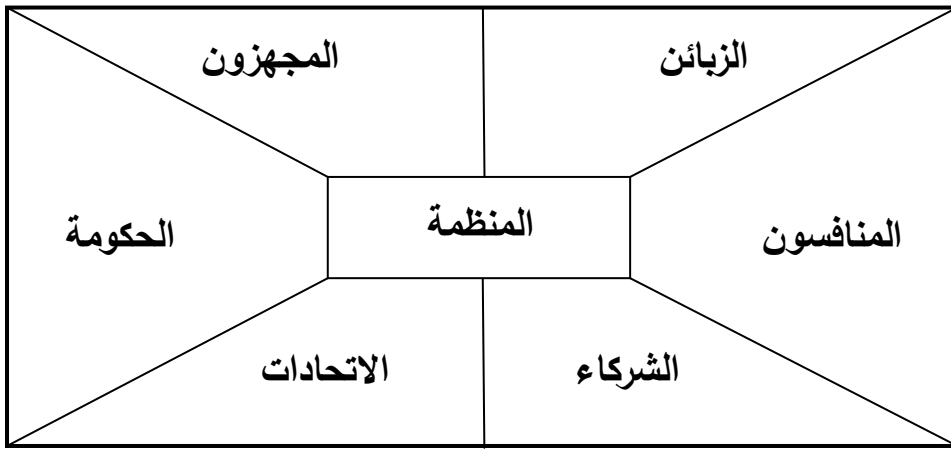 الزبائن
المجهزون
المنافسون
المنظمة
الحكومة
الشركاء
الاتحادات